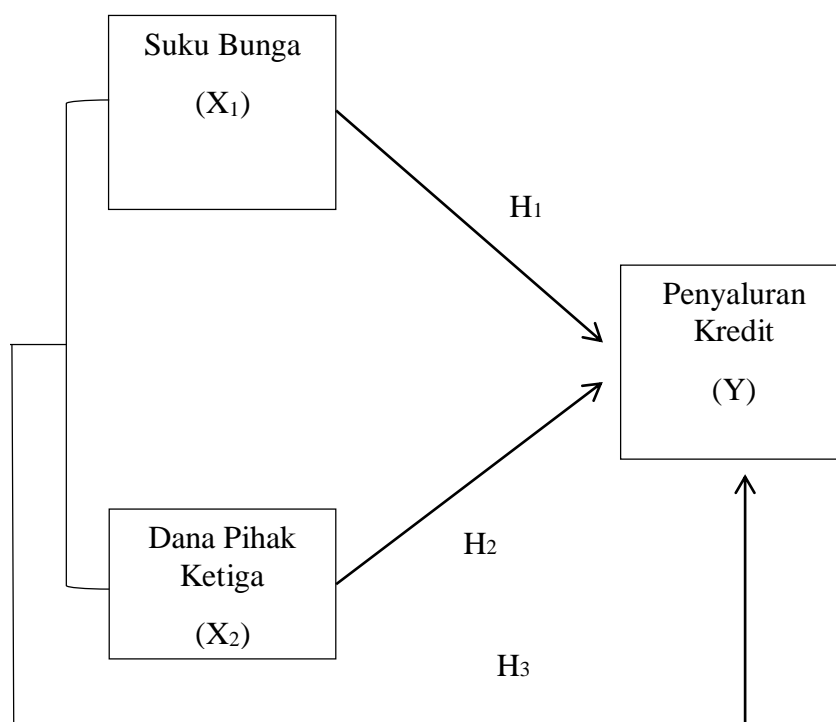 Suku Bunga
(X₁)
H₁
Penyaluran
Kredit
(Y)
Dana Pihak
Ketiga
(X₂)
H₂
H₃